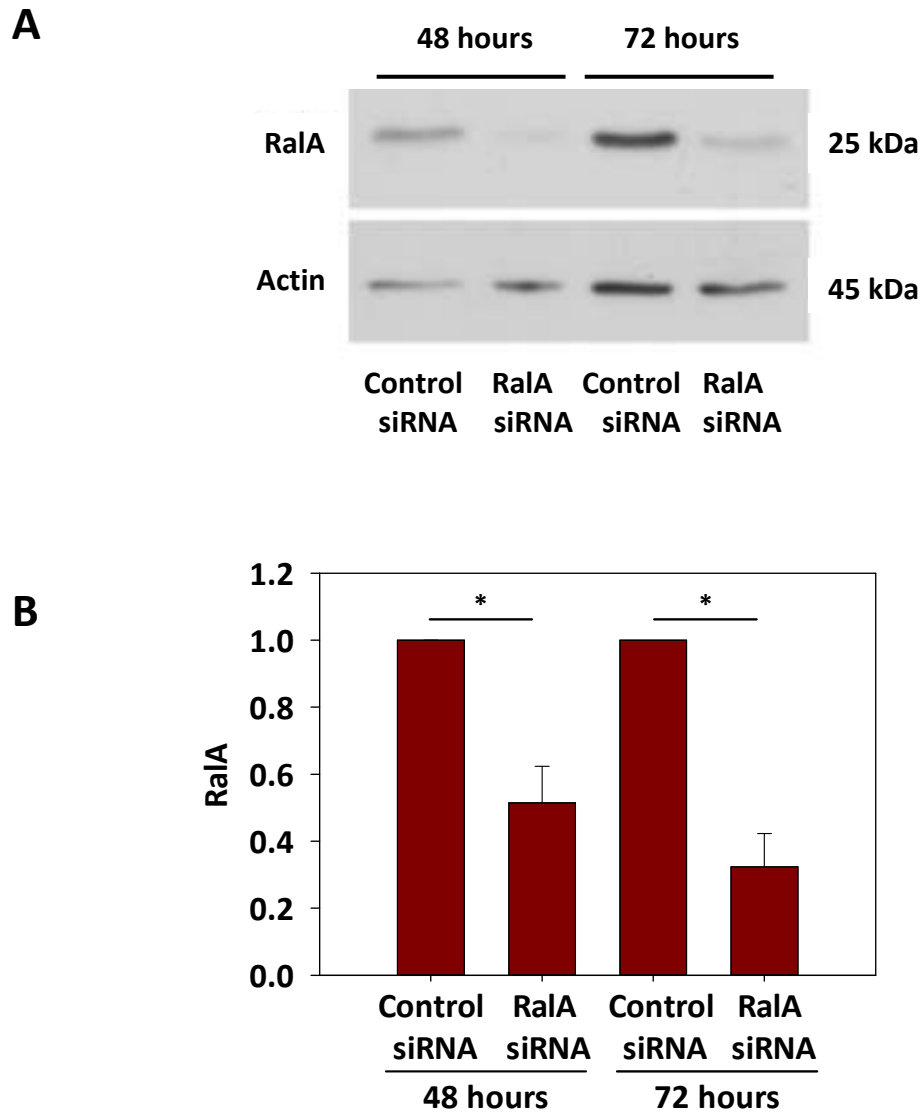 A
48 hours 72 hours
RalA 25 kDa
Actin 45 kDa
Control RalA Control RalA
siRNA siRNA siRNA siRNA
B
1.2
* *
1.0
0.8
0.6
0.4
0.2
0.0
RalA
Control RalA Control RalA
siRNA siRNA siRNA siRNA
48 hours 72 hours